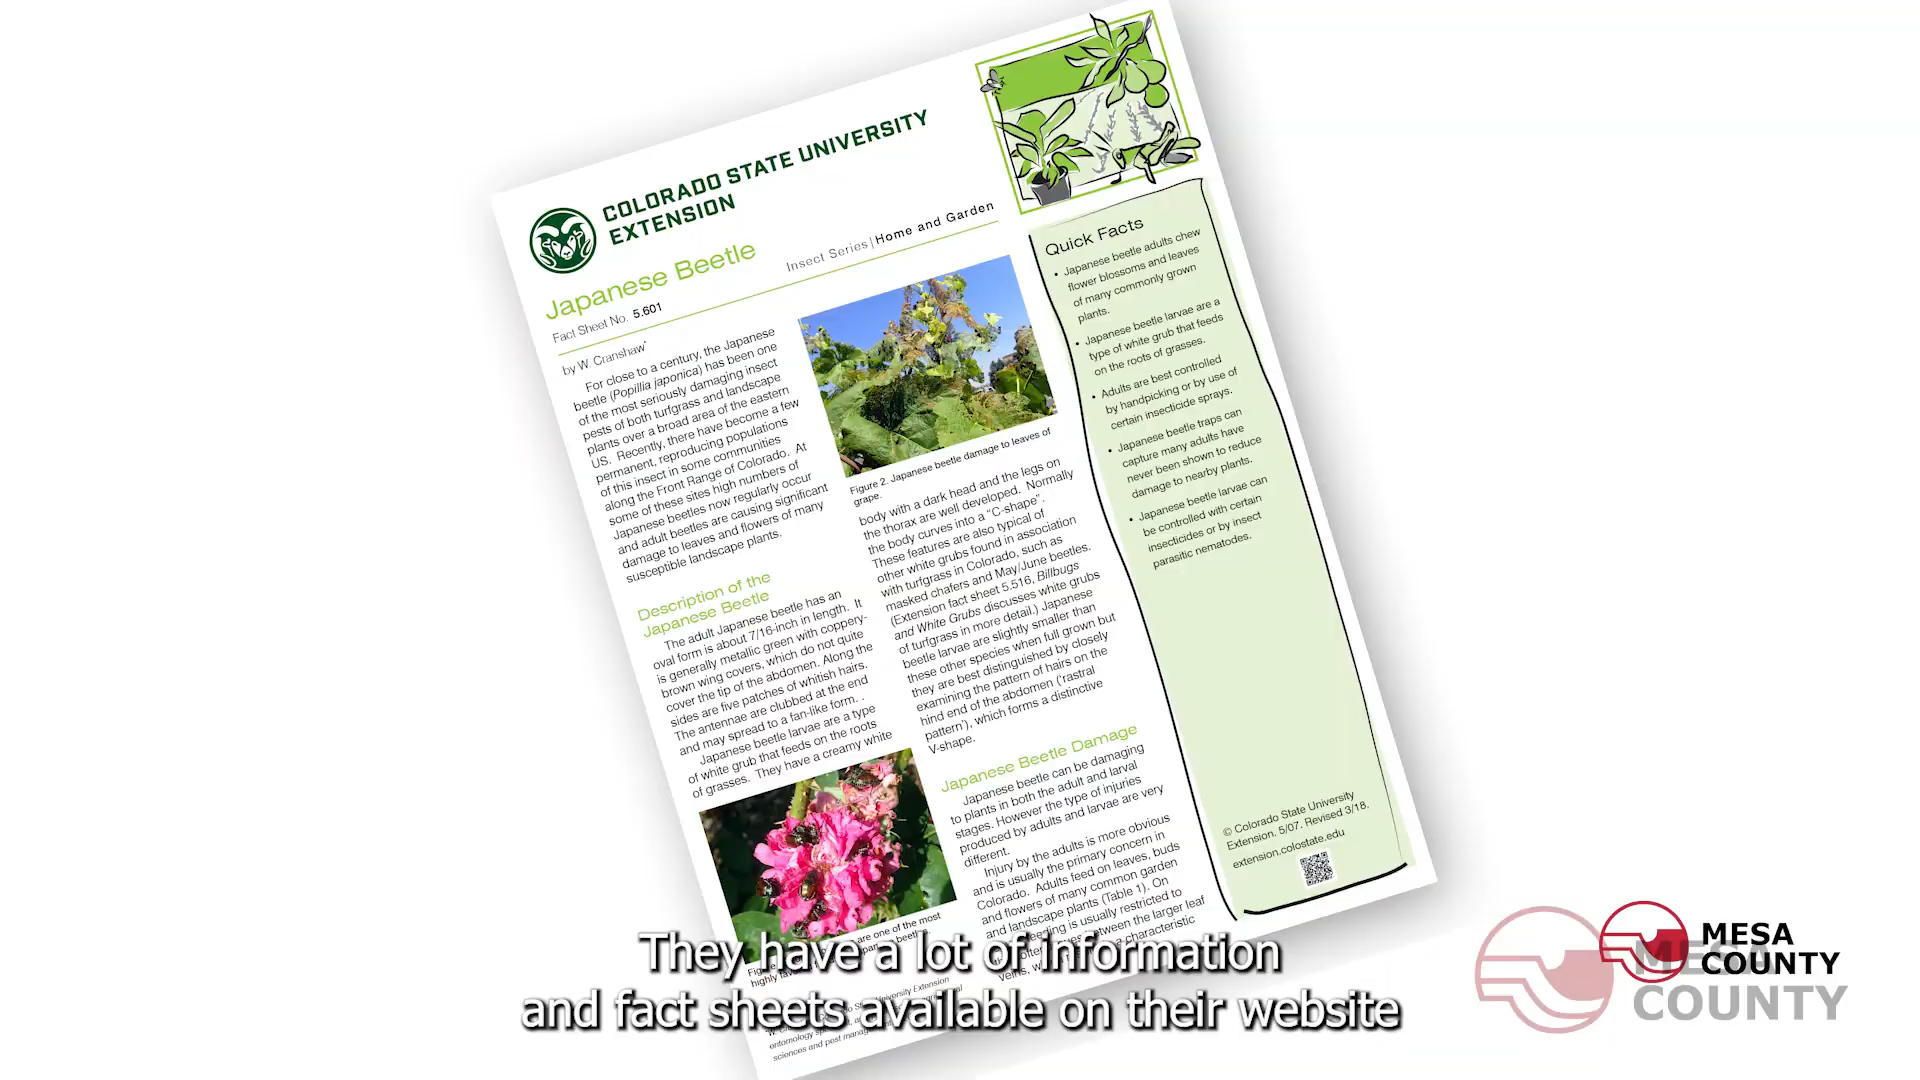 COLORADO STATE UNIVERSITY
EXTENSION
Japanese Beetle
Insect Series|Home and Garden
Fact Sheet No. 5.601
by W. Cranshaw*
For close to a century, the Japanese
beetle (Popillia japonica) has been one
of the most seriously damaging insect
pests of both turfgrass and landscape
plants over a broad area of the eastern
US. Recently, there have become a few
permanent, reproducing populations
of this insect in some communities
along the Front Range of Colorado. At
some of these sites high numbers of
Japanese beetles now regularly occur
and adult beetles are causing significant
damage to leaves and flowers of many
susceptible landscape plants.
Description of the
Japanese Beetle
The adult Japanese beetle has an
oval form is about 7/16-inch in length. It
is generally metallic green with coppery-
brown wing covers, which do not quite
cover the tip of the abdomen. Along the
sides are five patches of whitish hairs.
The antennae are clubbed at the end
and may spread to a fan-like form. .
Japanese beetle larvae are a type
of white grub that feeds on the roots
of grasses. They have a creamy white
are one of the most
highly
Figure 2. Japanese beetle damage to leaves of
grape.
body with a dark head and the legs on
the thorax are well developed. Normally
the body curves into a "C-shape".
These features are also typical of
other white grubs found in association
with turfgrass in Colorado, such as
masked chafers and May/June beetles.
(Extension fact sheet 5.516, Billbugs
and White Grubs discusses white grubs
of turfgrass in more detail.) Japanese
beetle larvae are slightly smaller than
these other species when full grown but
they are best distinguished by closely
examining the pattern of hairs on the
hind end of the abdomen ('rastral
pattern'), which forms a distinctive
V-shape.
Japanese Beetle Damage
Japanese beetle can be damaging
to plants in both the adult and larval
stages. However the type of injuries
produced by adults and larvae are very
different.
Injury by the adults is more obvious
and is usually the primary concern in
Colorado. Adults feed on leaves, buds
and flowers of many common garden
and landscape plants (Table 1). On
is usually restricted to
between the larger leaf
veins, a characteristic
Quick Facts
• Japanese beetle adults chew
flower blossoms and leaves
of many commonly grown
plants.
• Japanese beetle larvae are a
type of white grub that feeds
on the roots of grasses.
• Adults are best controlled
by handpicking or by use of
certain insecticide sprays.
• Japanese beetle traps can
capture many adults have
never been shown to reduce
damage to nearby plants.
• Japanese beetle larvae can
be controlled with certain
insecticides or by insect
parasitic nematodes.
© Colorado State University
Extension. 5/07. Revised 3/18.
extension.colostate.edu
University Extension
entomology
sciences and pest
They have a lot of information
and fact sheets available on their website
MESA
COUNTY
MESA
COUNTY